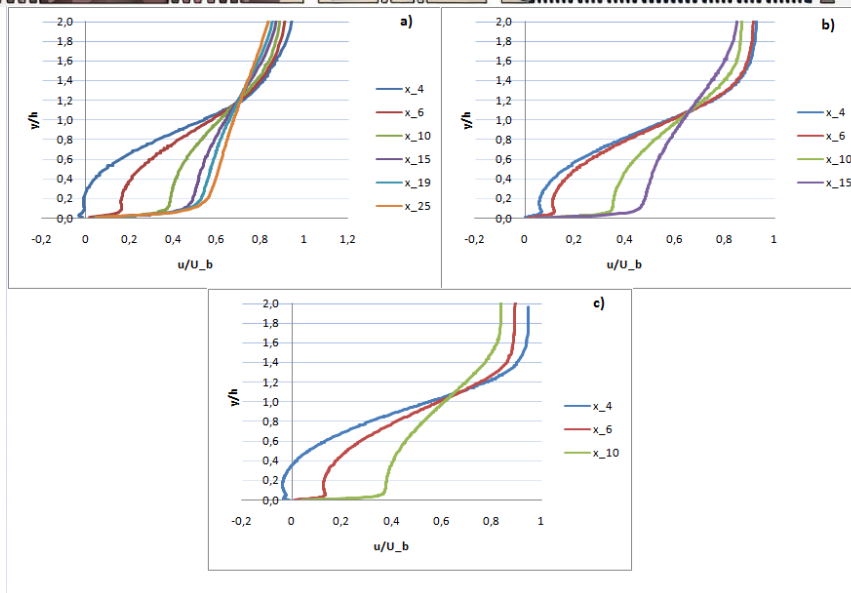 a)
2,0
1,8
1,6
1,4
1,2
1,0
0,8
0,6
0,4
0,2
0,0
y/h
-0,2 0 0,2 0,4 0,6 0,8 1 1,2
u/U_b
x_4
x_6
x_10
x_15
x_19
x_25
b)
2,0
1,8
1,6
1,4
1,2
1,0
0,8
0,6
0,4
0,2
0,0
y/h
-0,2 0 0,2 0,4 0,6 0,8 1
u/U_b
x_4
x_6
x_10
x_15
c)
2,0
1,8
1,6
1,4
1,2
1,0
0,8
0,6
0,4
0,2
0,0
y/h
-0,2 0 0,2 0,4 0,6 0,8 1
u/U_b
x_4
x_6
x_10